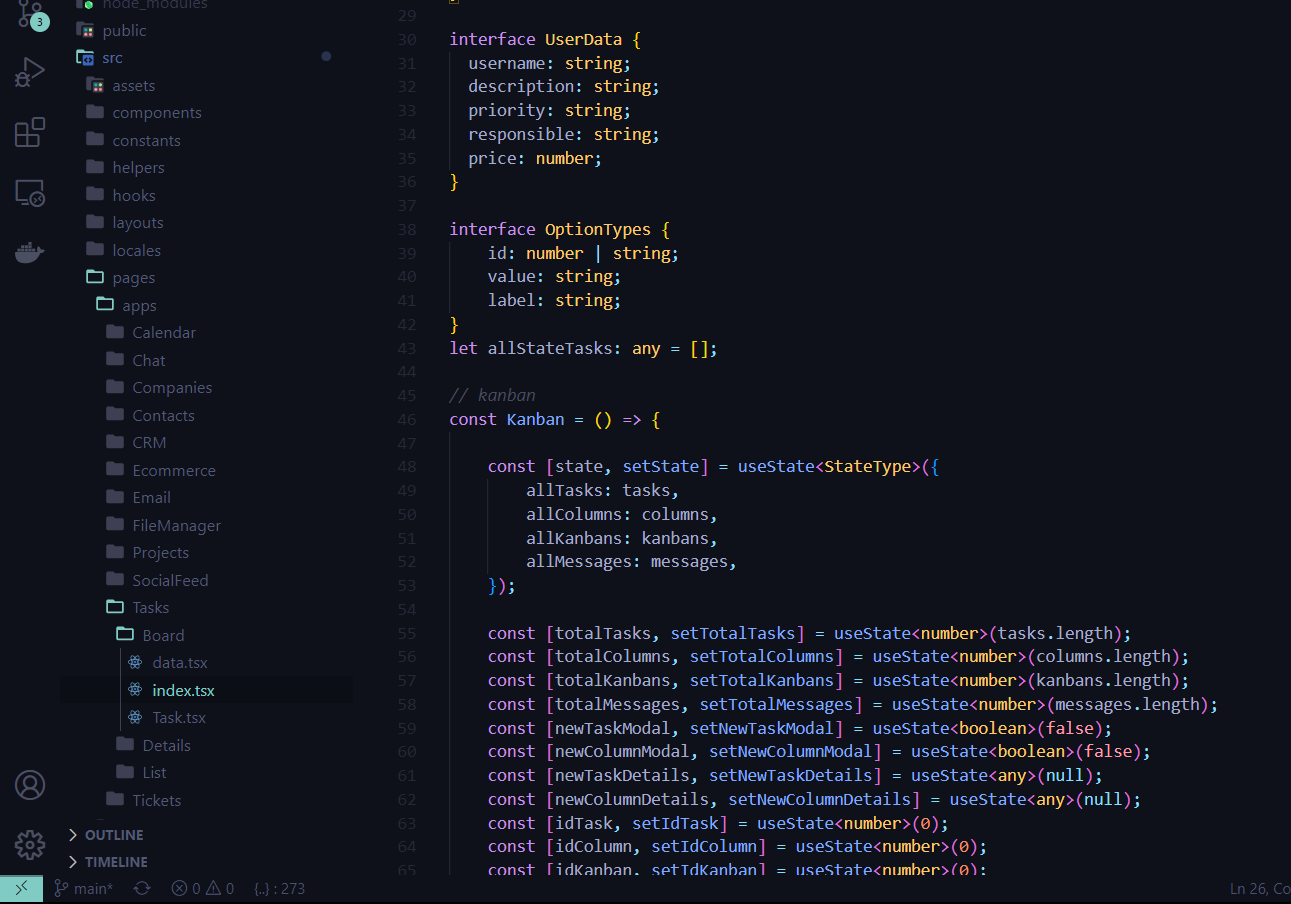 3
node_modules
public
src
assets
components
constants
helpers
hooks
layouts
locales
pages
apps
Calendar
Chat
Companies
Contacts
CRM
Ecommerce
Email
FileManager
Projects
SocialFeed
Tasks
Board
data.tsx
index.tsx
Task.tsx
Details
List
Tickets
OUTLINE
TIMELINE
29
30 interface UserData {
31 username: string;
32 description: string;
33 priority: string;
34 responsible: string;
35 price: number;
36 }
37
38 interface OptionTypes {
39 id: number | string;
40 value: string;
41 label: string;
42 }
43 let allStateTasks: any = [];
44
45 // kanban
46 const Kanban = () => {
47
48 const [state, setState] = useState<StateType>({
49 allTasks: tasks,
50 allColumns: columns,
51 allKanbans: kanbans,
52 allMessages: messages,
53 });
54
55 const [totalTasks, setTotalTasks] = useState<number>(tasks.length);
56 const [totalColumns, setTotalColumns] = useState<number>(columns.length);
57 const [totalKanbans, setTotalKanbans] = useState<number>(kanbans.length);
58 const [totalMessages, setTotalMessages] = useState<number>(messages.length);
59 const [newTaskModal, setNewTaskModal] = useState<boolean>(false);
60 const [newColumnModal, setNewColumnModal] = useState<boolean>(false);
61 const [newTaskDetails, setNewTaskDetails] = useState<any>(null);
62 const [newColumnDetails, setNewColumnDetails] = useState<any>(null);
63 const [idTask, setIdTask] = useState<number>(0);
64 const [idColumn, setIdColumn] = useState<number>(0);
65 const [idKanban, setIdKanban] = useState<number>(0);
main* 0 0 {..} : 273 Ln 26, Co